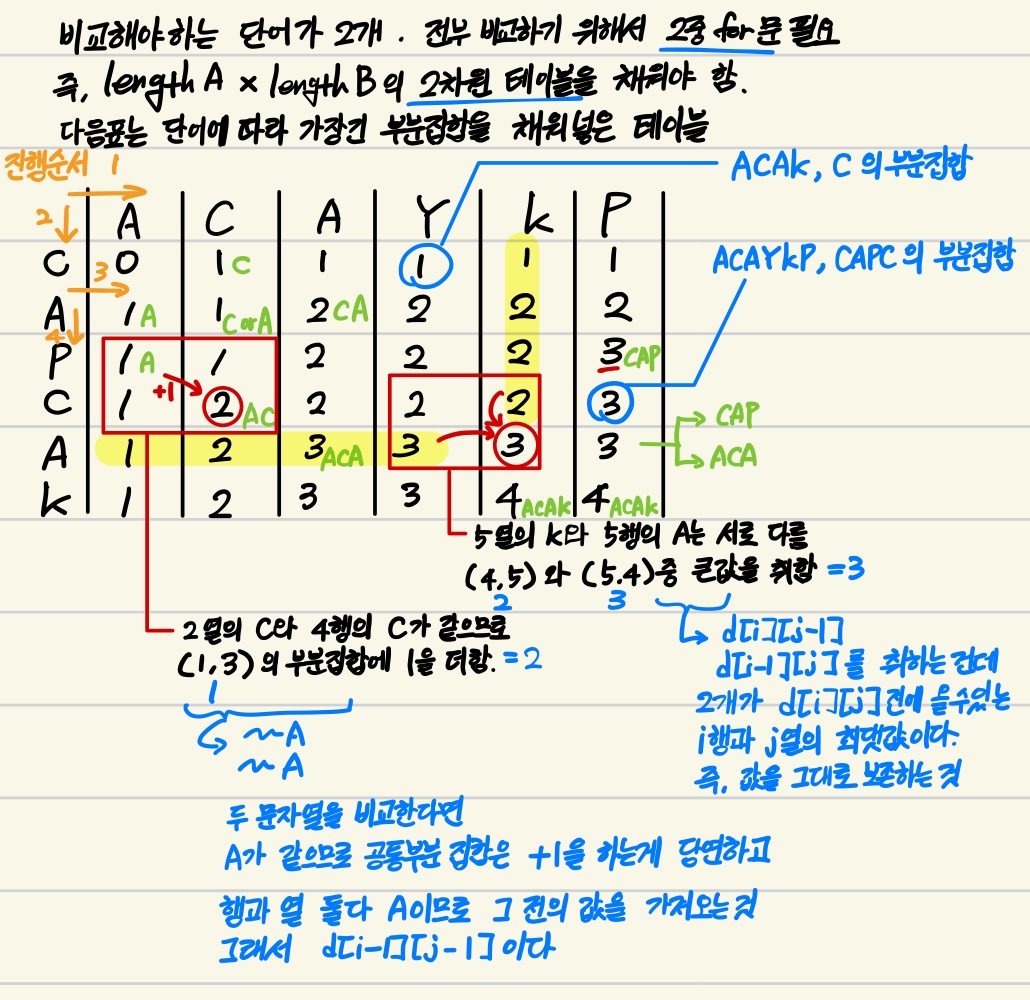 비교해야하는 단어가 2개. 전부 비교하기 위해서 2중 for문 필요
즉, length A × length B의 2차원 테이블을 채워야 함.
다음표는 단어에 따라 가장긴 부분집합을 채워넣은 테이블
진행순서 1
ACAK, C의 부분집합
2 A C A Y K P
C 3 0 1 C 1 1 1 1
ACAYKP, CAPC의 부분집합
A 4 1 A 1 C or A 2 CA 2 2 2
P 1 A 1 2 2 2 3 CAP
C 1 +1 2 AC 2 2 2 3
CAP
A 1 2 3 ACA 3 3 3
ACA
K 1 2 3 3 4 ACAK 4 ACAK
5열의 K와 5행의 A는 서로 다름
(4,5)와 (5.4)중 큰값을 취함 =3
2 3
d[i][j-1]
d[i-1][j]를 취하는 건데
2개가 d[i][j]전에 올수있는
i행과 j열의 최댓값이다.
즉, 값을 그대로 보존하는 것
2열의 C와 4행의 C가 같으므로
(1,3)의 부분집합에 1을 더함. =2
1
~A
~A
두 문자열을 비교한다면
A가 같으므로 공통부분 집합은 +1을 하는게 당연하고
행과 열 둘다 A이므로 그 전의 값을 가져오는것
그래서 d[i-1][j-1]이다